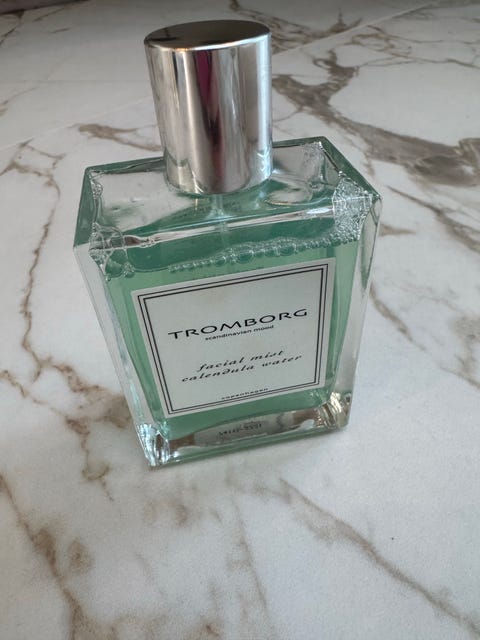 TROMBORG
scandinavian mood
facial mist
calendula water
copenhagen